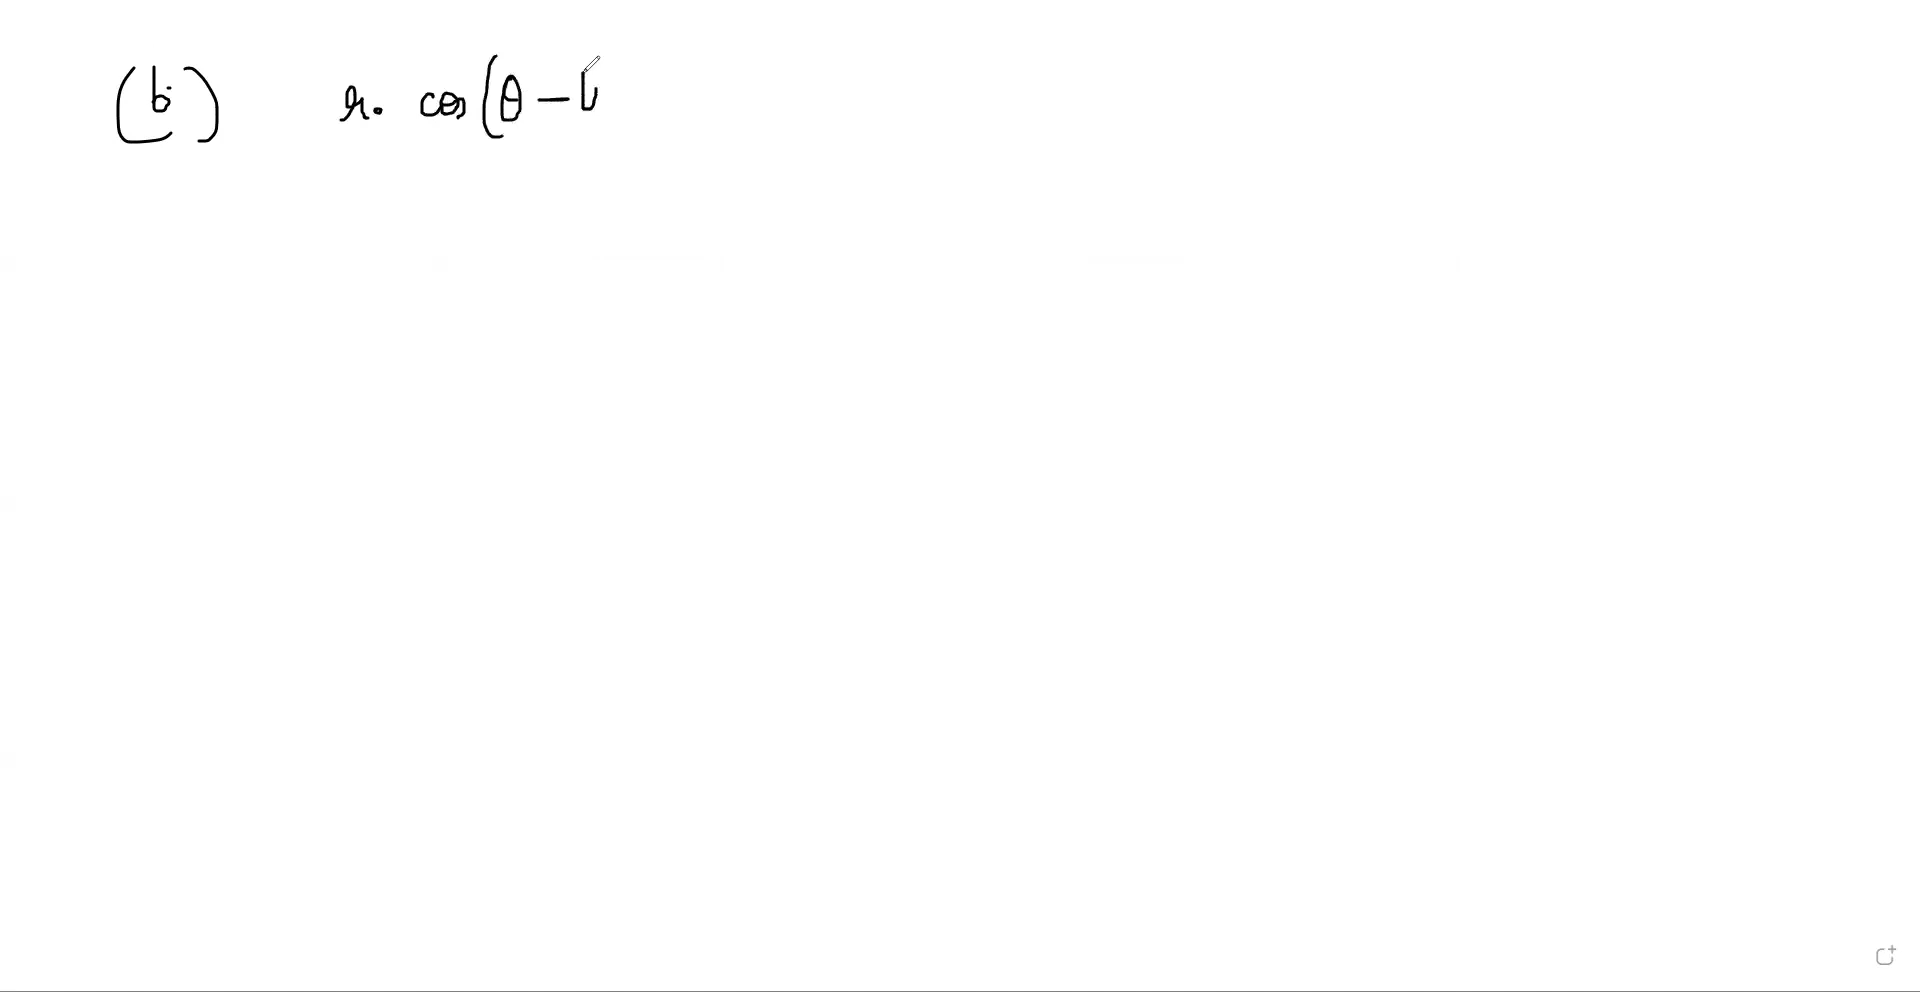 (b) r. cos(θ −